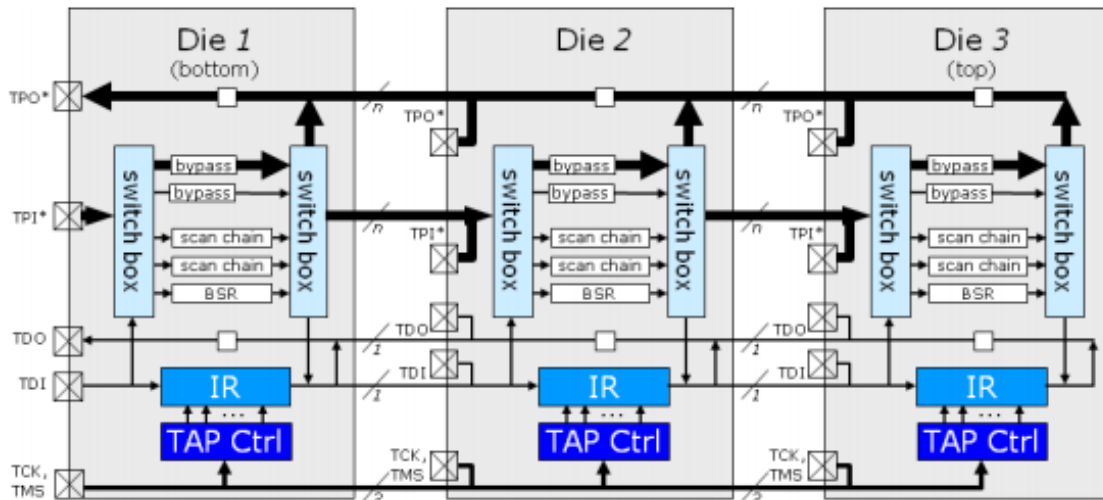 Die 1
(bottom)
Die 2
Die 3
(top)
TPO*
n
TPO*
n
TPO*
switch box
bypass
bypass
scan chain
scan chain
BSR
switch box
switch box
bypass
bypass
scan chain
scan chain
BSR
switch box
switch box
bypass
bypass
scan chain
scan chain
BSR
switch box
TPI*
n
TPI*
n
TPI*
TDO
1
TDO
1
TDO
TDI
IR
1
TDI
IR
1
TDI
IR
...
...
...
TAP Ctrl
TAP Ctrl
TAP Ctrl
TCK,
TMS
2
TCK,
TMS
2
TCK,
TMS